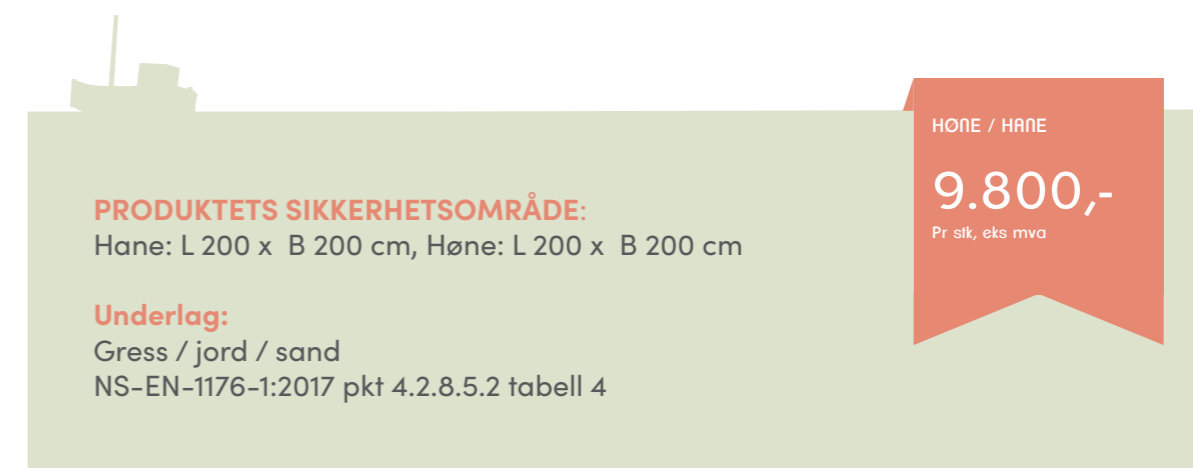 HØNE / HANE
9.800,-
Pr stk, eks mva
PRODUKTETS SIKKERHETSOMRÅDE:
Hane: L 200 x B 200 cm, Høne: L 200 x B 200 cm
Underlag:
Gress / jord / sand
NS-EN-1176-1:2017 pkt 4.2.8.5.2 tabell 4